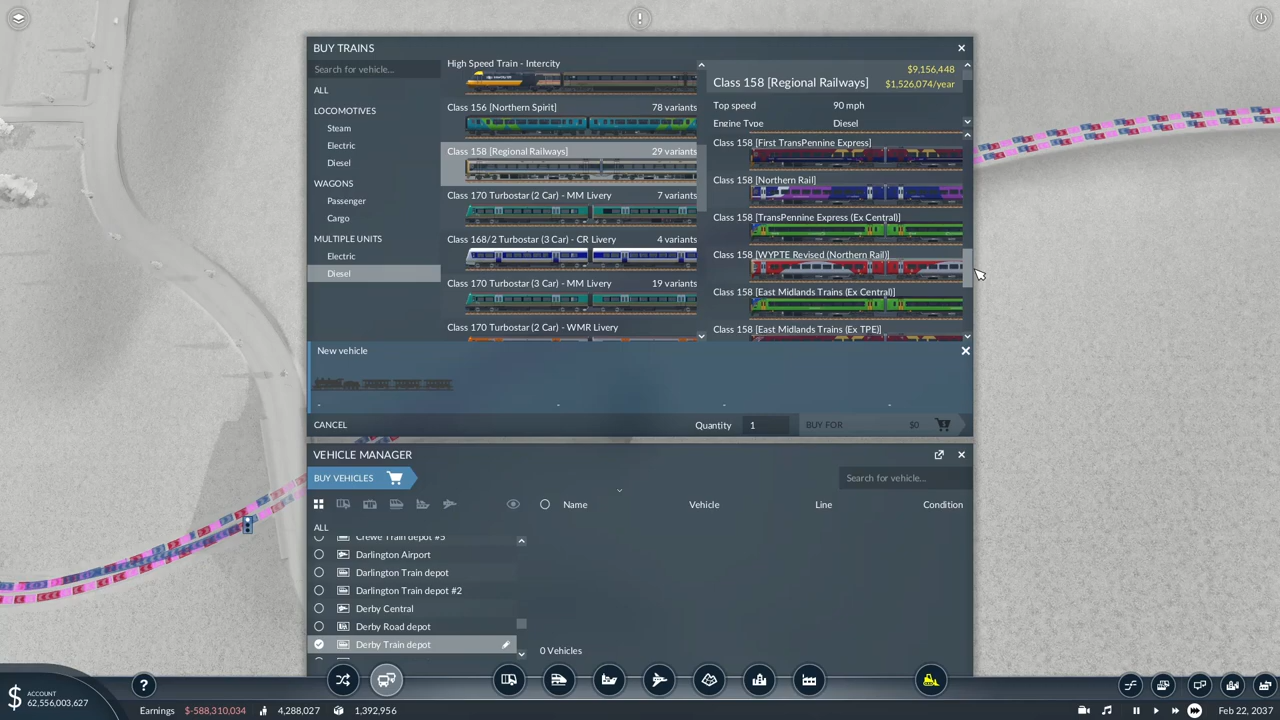 BUY TRAINS
Search for vehicle...
ALL
LOCOMOTIVES
Steam
Electric
Diesel
WAGONS
Passenger
Cargo
MULTIPLE UNITS
Electric
Diesel
High Speed Train - Intercity
Class 156 [Northern Spirit] 78 variants
Class 158 [Regional Railways] 29 variants
Class 170 Turbostar (2 Car) - MM Livery 7 variants
Class 168/2 Turbostar (3 Car) - CR Livery 4 variants
Class 170 Turbostar (3 Car) - MM Livery 19 variants
Class 170 Turbostar (2 Car) - WMR Livery
$9,156,448
Class 158 [Regional Railways] $1,526,074/year
Top speed 90 mph
Engine Type Diesel
Class 158 [First TransPennine Express]
Class 158 [Northern Rail]
Class 158 [TransPennine Express (Ex Central)]
Class 158 [WYPTE Revised (Northern Rail)]
Class 158 [East Midlands Trains (Ex Central)]
Class 158 [East Midlands Trains (Ex TPE)]
New vehicle
- - - -
CANCEL Quantity 1 BUY FOR $0
VEHICLE MANAGER
BUY VEHICLES Search for vehicle...
Name Vehicle Line Condition
ALL
Crewe Train depot #5
Darlington Airport
Darlington Train depot
Darlington Train depot #2
Derby Central
Derby Road depot
Derby Train depot
0 Vehicles
$ ACCOUNT
62,556,003,627
?
Earnings $-588,310,034 4,288,027 1,392,956 Feb 22, 2037